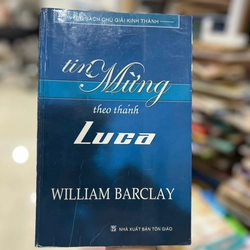 TỦ SÁCH CHÚ GIẢI KINH THÁNH
tin Mừng
theo thánh
Luca
WILLIAM BARCLAY
NHÀ XUẤT BẢN TÔN GIÁO